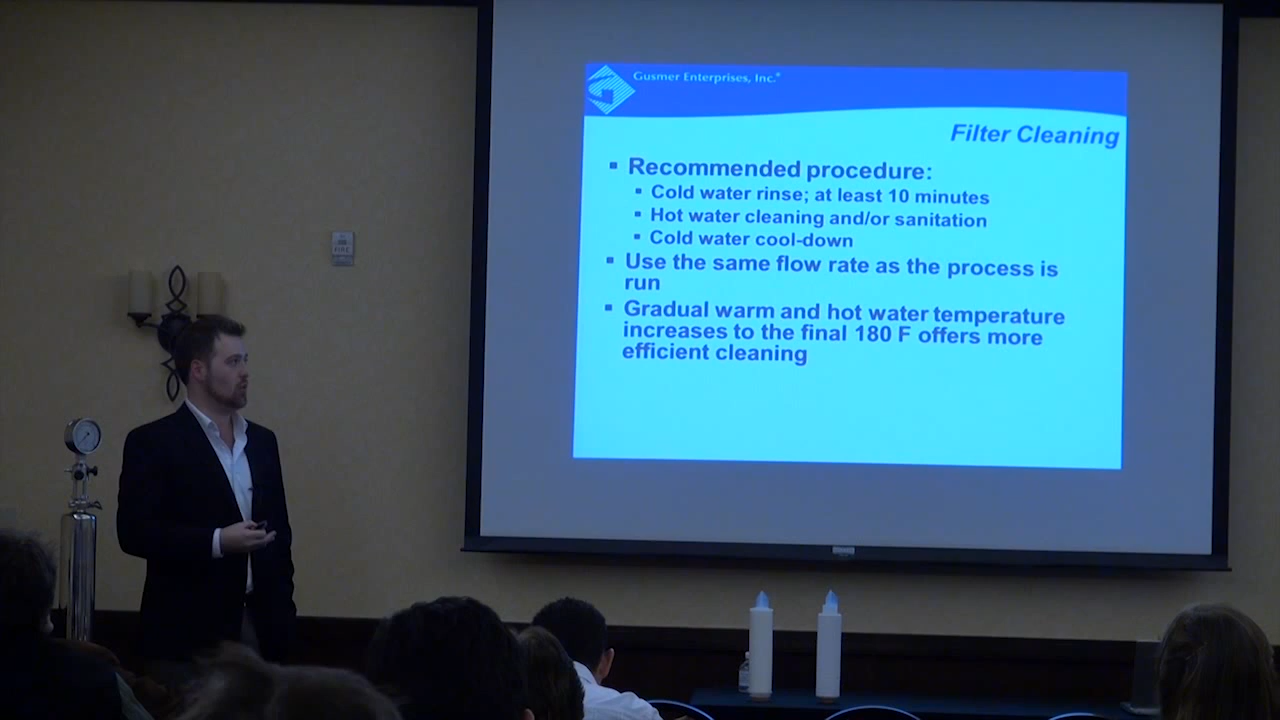 Gusmer Enterprises, Inc.®
Filter Cleaning
▪ Recommended procedure:
▪ Cold water rinse; at least 10 minutes
▪ Hot water cleaning and/or sanitation
▪ Cold water cool-down
▪ Use the same flow rate as the process is
run
▪ Gradual warm and hot water temperature
increases to the final 180 F offers more
efficient cleaning
FIRE